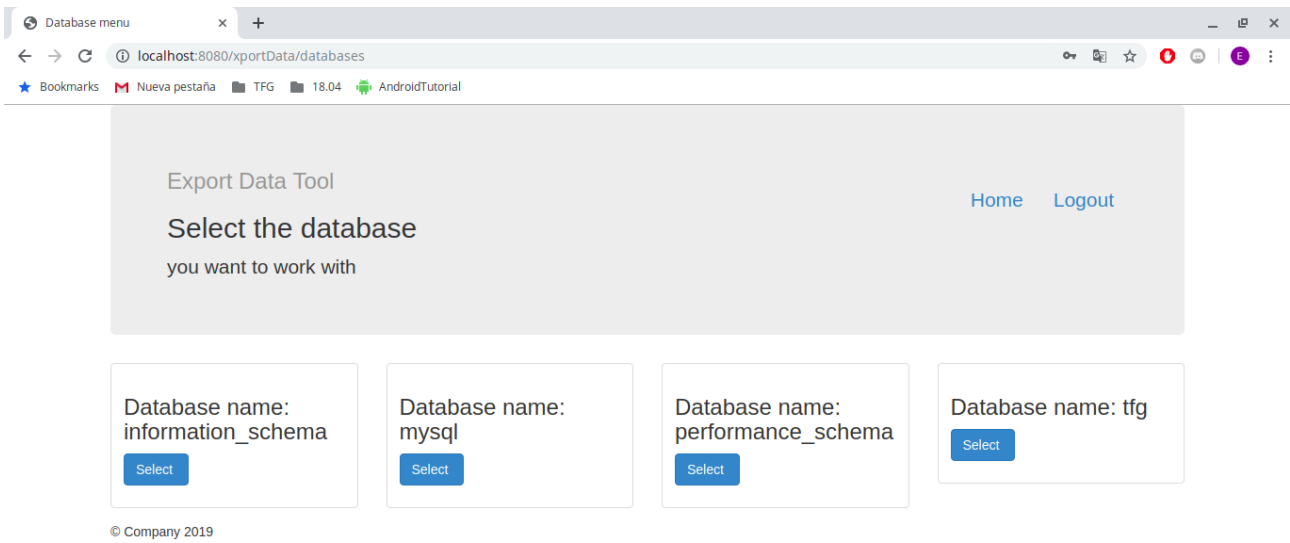 Database menu
localhost:8080/xportData/databases
E
Bookmarks Nueva pestaña TFG 18.04 AndroidTutorial
Export Data Tool
Home Logout
Select the database
you want to work with
Database name:
information_schema
Select
Database name:
mysql
Select
Database name:
performance_schema
Select
Database name: tfg
Select
© Company 2019